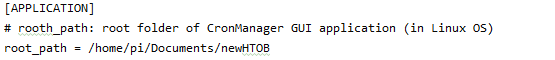 [APPLICATION]
# rooth_path: root folder of CronManager GUI application (in Linux OS)
root_path = /home/pi/Documents/newHTOB